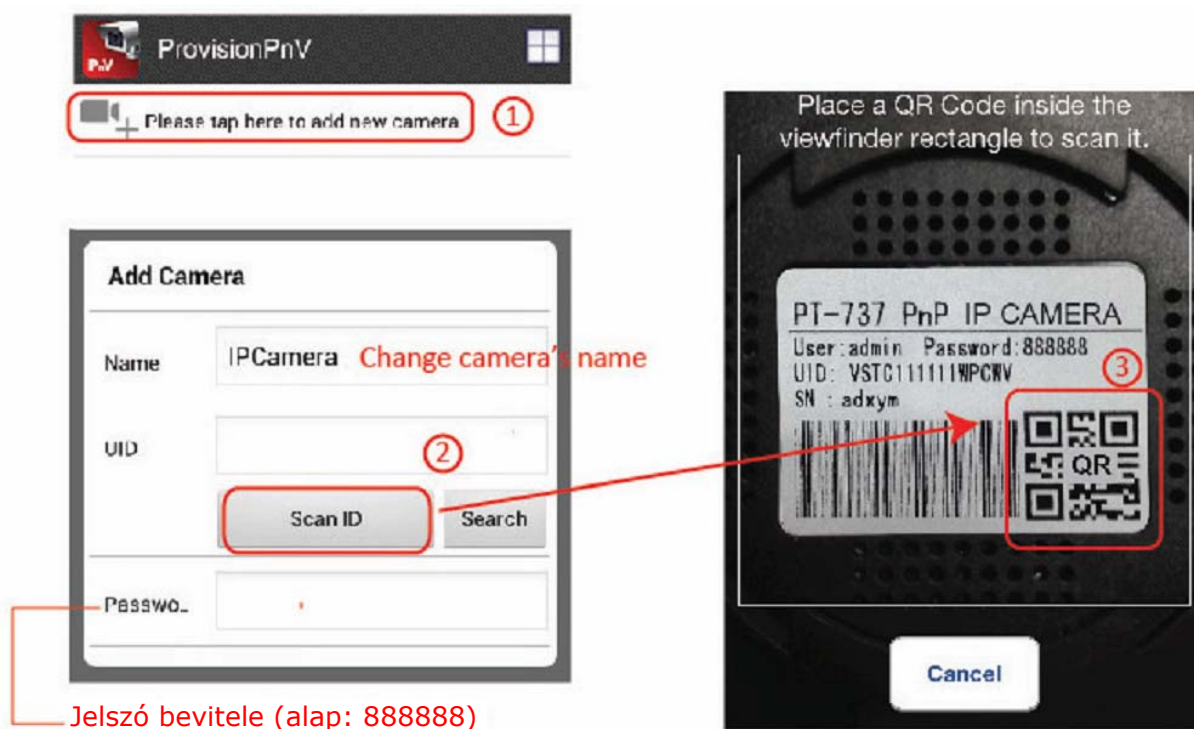 PnV
ProvisionPnV
Please tap here to add new camera
1
Add Camera
Name
IPCamera
Change camera's name
UID
2
Scan ID
Search
Passwo..
Jelszó bevitele (alap: 888888)
Place a QR Code inside the
viewfinder rectangle to scan it.
PT-737 PnP IP CAMERA
User:admin Password:888888
UID: VSTC111111WPCWV
SN : adxym
3
QR
Cancel